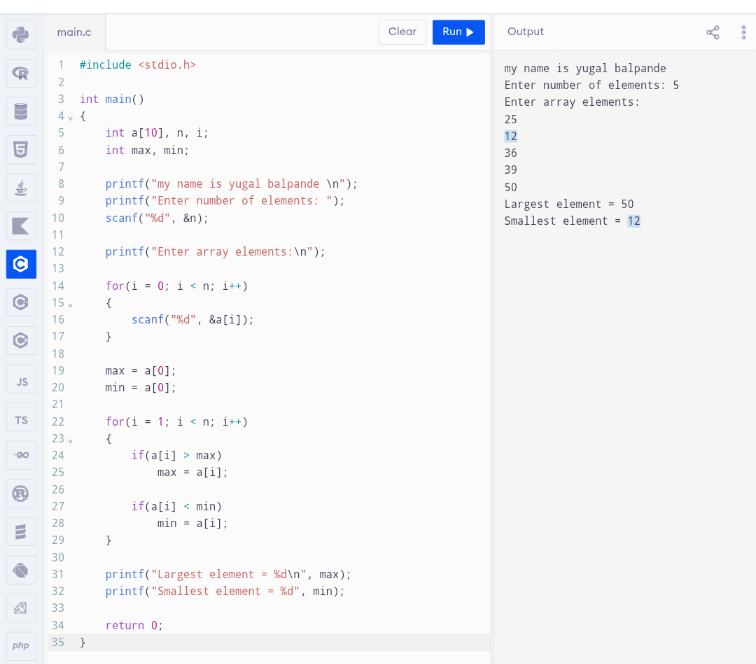 main.c
Clear
Run
Output
1 #include <stdio.h>
2
3 int main()
4 {
5     int a[10], n, i;
6     int max, min;
7
8     printf("my name is yugal balpande \n");
9     printf("Enter number of elements: ");
10     scanf("%d", &n);
11
12     printf("Enter array elements:\n");
13
14     for(i = 0; i < n; i++)
15     {
16         scanf("%d", &a[i]);
17     }
18
19     max = a[0];
20     min = a[0];
21
22     for(i = 1; i < n; i++)
23     {
24         if(a[i] > max)
25             max = a[i];
26
27         if(a[i] < min)
28             min = a[i];
29     }
30
31     printf("Largest element = %d\n", max);
32     printf("Smallest element = %d", min);
33
34     return 0;
35 }
my name is yugal balpande
Enter number of elements: 5
Enter array elements:
25
12
36
39
50
Largest element = 50
Smallest element = 12
JS
TS
GO
php